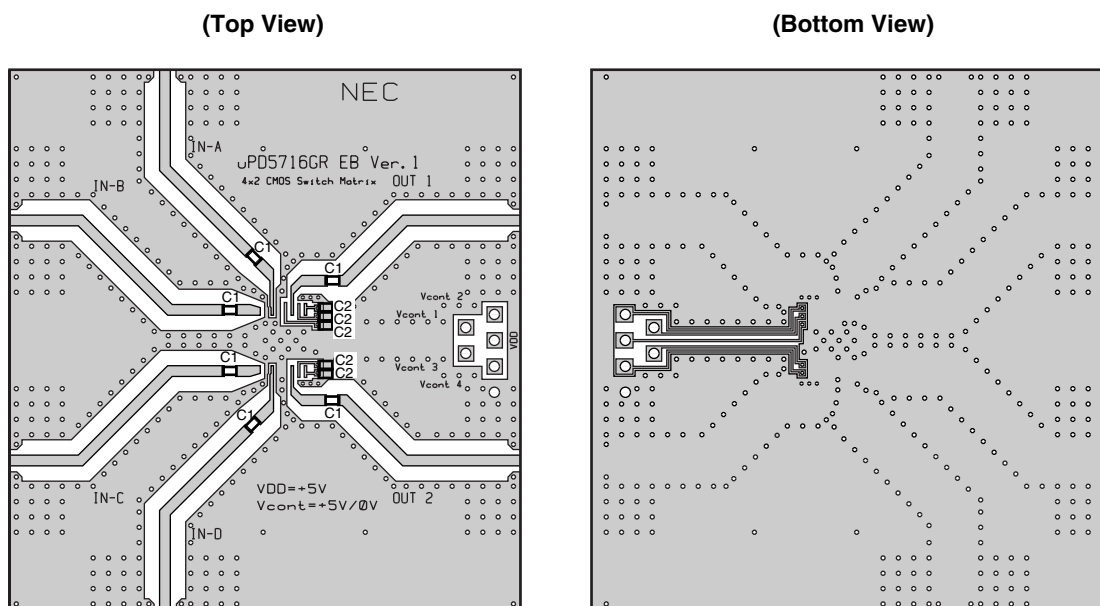 (Top View)
(Bottom View)
NEC
IN-A
uPD5716GR EB Ver.1
4x2 CMOS Switch Matrix
OUT 1
IN-B
C1
C1
C1
Vcont 2
C2
Vcont 1
C2
C2
VDD
C2
Vcont 3
C1
C2
Vcont 4
C1
C1
VDD=+5V
IN-C
Vcont=+5V/0V
OUT 2
IN-D